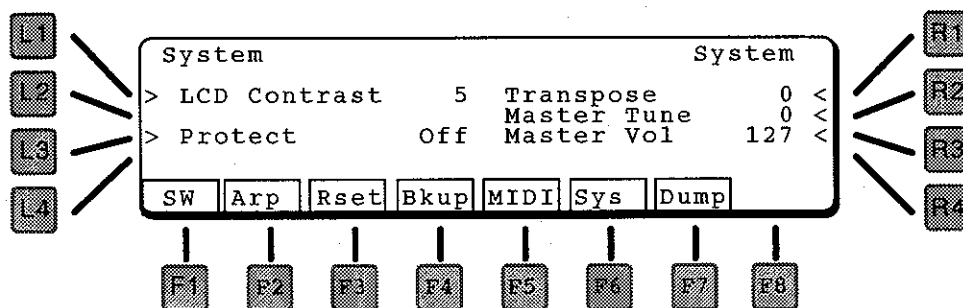 L1
L2
L3
L4
System System
> LCD Contrast 5 Transpose 0 <
Master Tune 0 <
> Protect Off Master Vol 127 <
SW Arp Rset Bkup MIDI Sys Dump
R1
R2
R3
R4
F1 F2 F3 F4 F5 F6 F7 F8